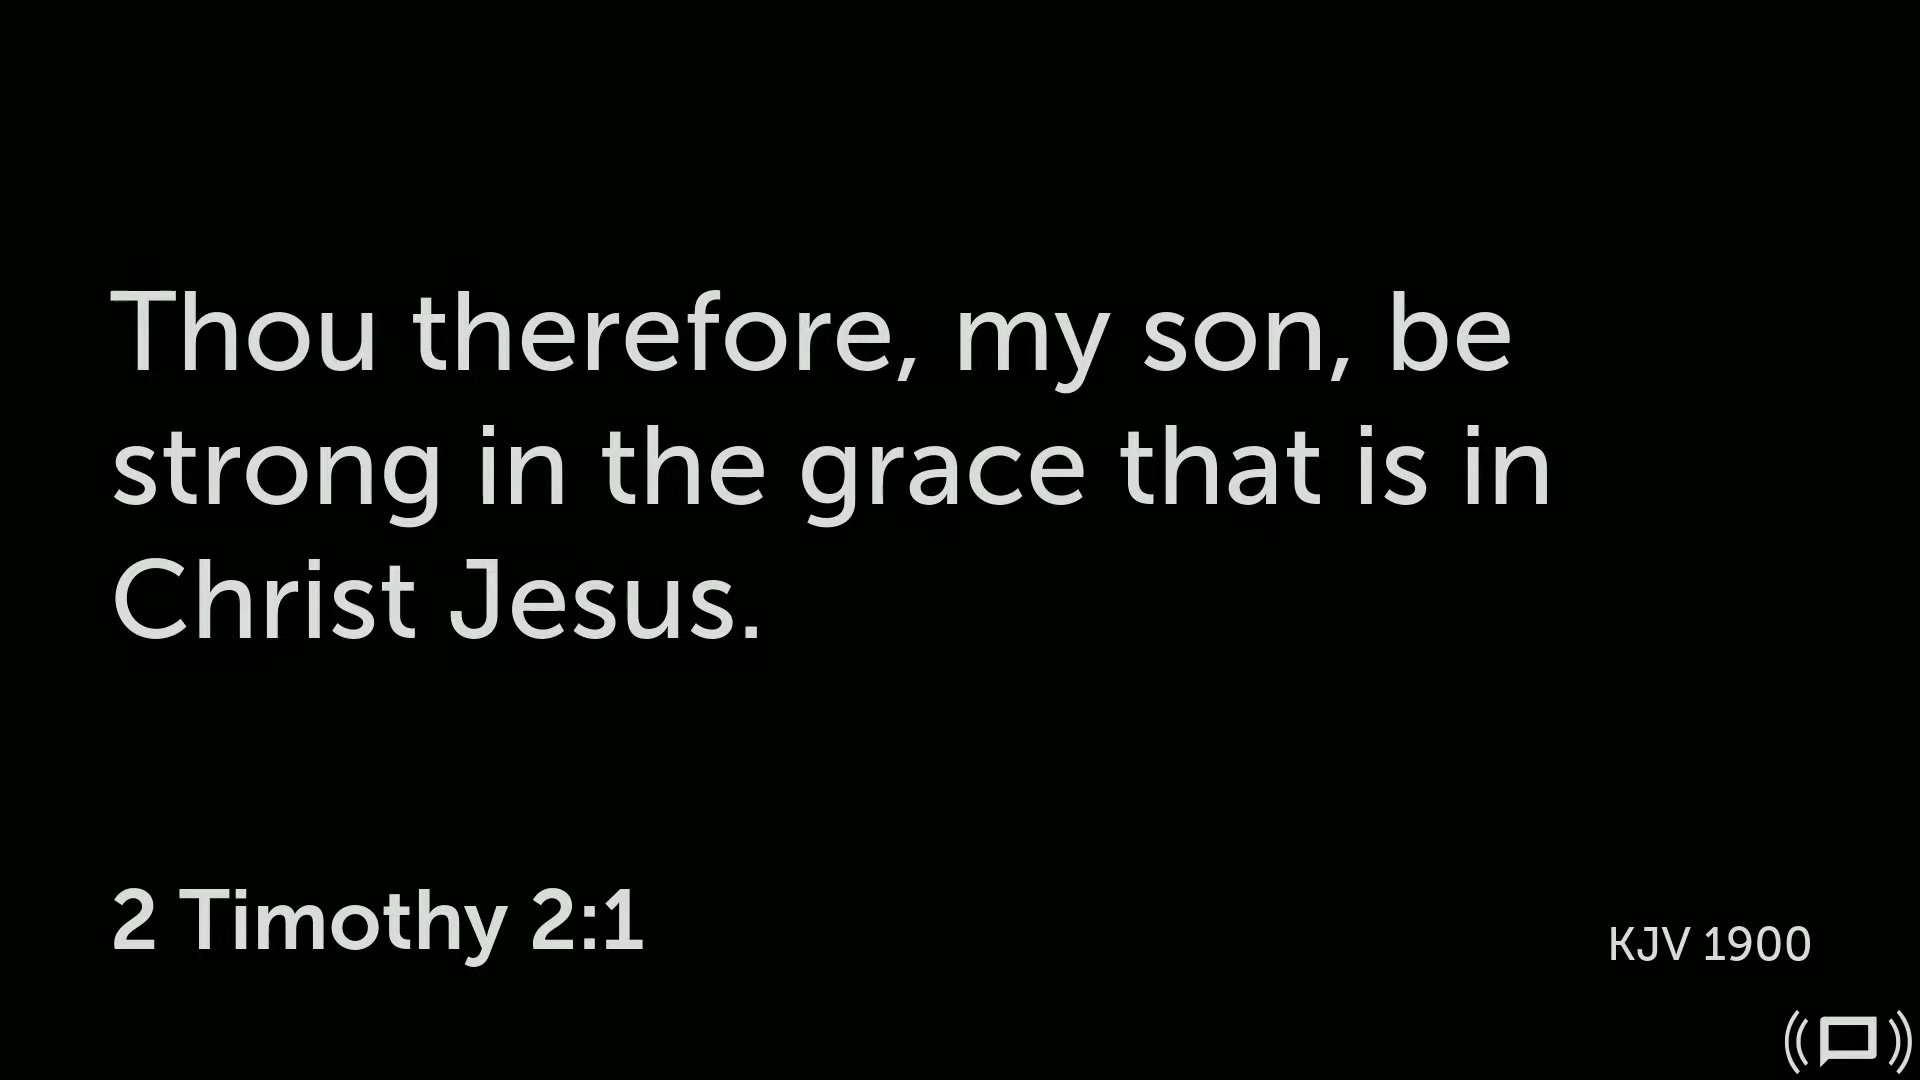 Thou therefore, my son, be
strong in the grace that is in
Christ Jesus.
2 Timothy 2:1
KJV 1900